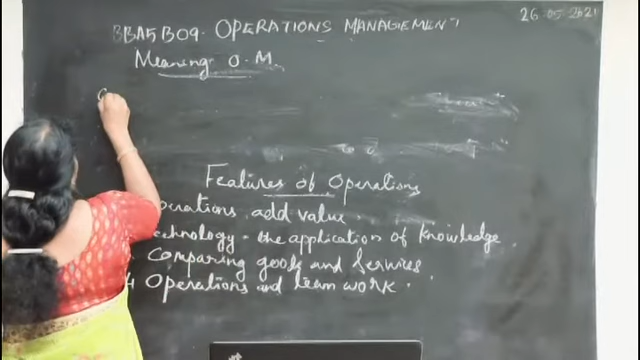 26-05-2021
BBA5B09. OPERATIONS MANAGEMENT
Meaning: O.M.
Features of Operations
perations add value.
echnology - the application of knowledge.
Comparing goods and Services.
4 Operations and team work.